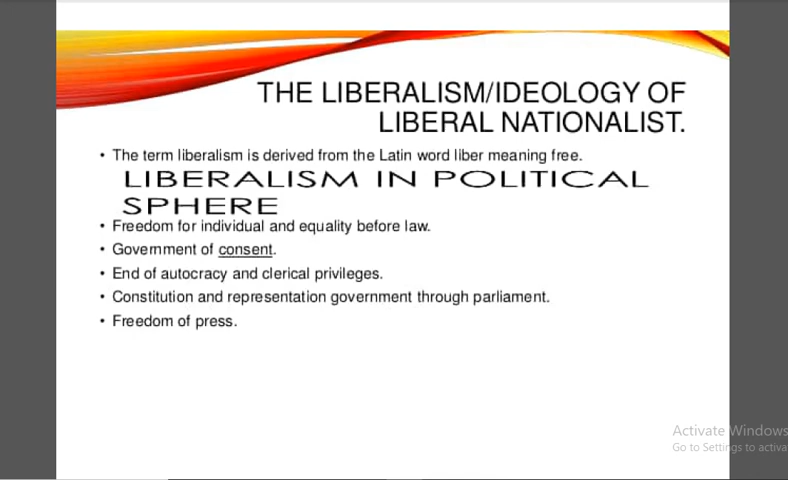 THE LIBERALISM/IDEOLOGY OF
LIBERAL NATIONALIST.
• The term liberalism is derived from the Latin word liber meaning free.
LIBERALISM IN POLITICAL
SPHERE
• Freedom for individual and equality before law.
• Government of consent.
• End of autocracy and clerical privileges.
• Constitution and representation government through parliament.
• Freedom of press.
Activate Windows
Go to Settings to activa